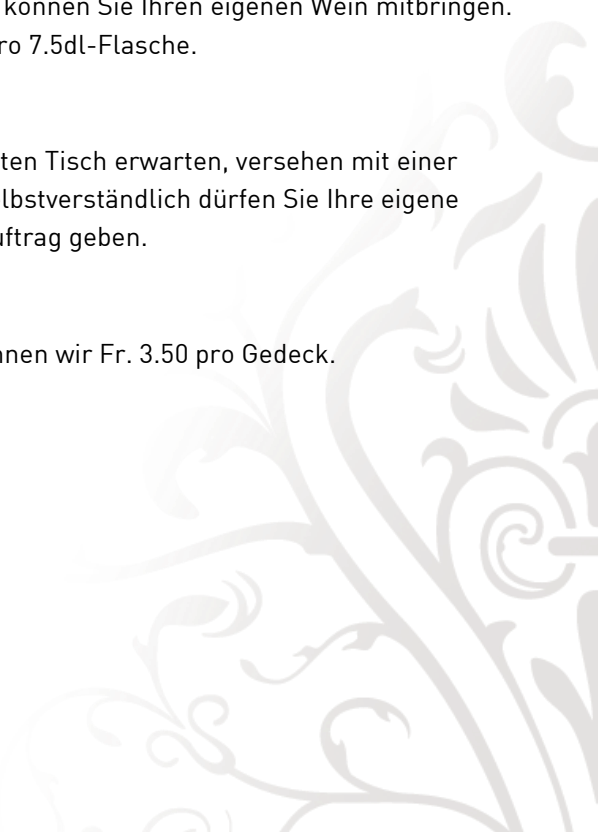 können Sie Ihren eigenen Wein mitbringen.
ro 7.5dl-Flasche.
ten Tisch erwarten, versehen mit einer
lbstverständlich dürfen Sie Ihre eigene
uftrag geben.
nnen wir Fr. 3.50 pro Gedeck.